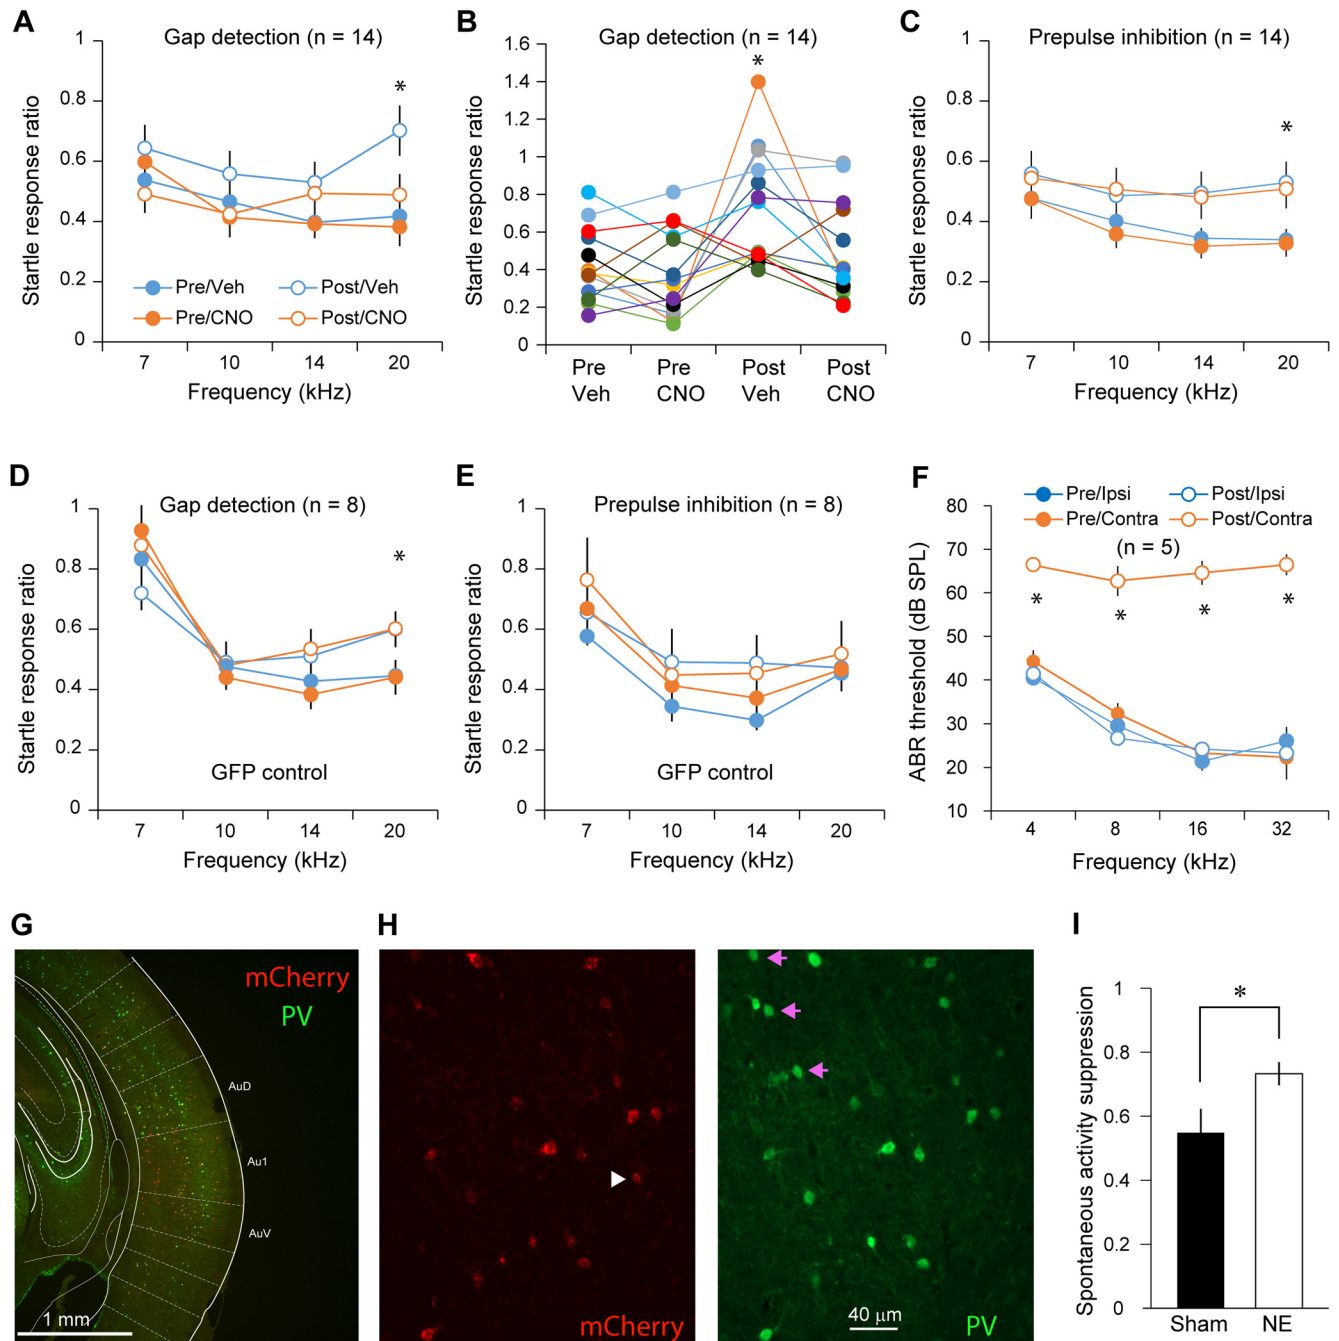 A
Gap detection (n = 14)
Startle response ratio
1
0.8
0.6
0.4
0.2
0
*
Pre/Veh
Post/Veh
Pre/CNO
Post/CNO
7
10
14
20
Frequency (kHz)
B
Gap detection (n = 14)
Startle response ratio
1.6
1.4
1.2
1
0.8
0.6
0.4
0.2
0
*
Pre Veh
Pre CNO
Post Veh
Post CNO
C
Prepulse inhibition (n = 14)
Startle response ratio
1
0.8
0.6
0.4
0.2
0
*
7
10
14
20
Frequency (kHz)
D
Gap detection (n = 8)
Startle response ratio
1
0.8
0.6
0.4
0.2
0
*
GFP control
7
10
14
20
Frequency (kHz)
E
Prepulse inhibition (n = 8)
Startle response ratio
1
0.8
0.6
0.4
0.2
0
GFP control
7
10
14
20
Frequency (kHz)
F
Pre/Ipsi
Post/Ipsi
Pre/Contra
Post/Contra
(n = 5)
ABR threshold (dB SPL)
80
70
60
50
40
30
20
10
*
*
*
*
4
8
16
32
Frequency (kHz)
G
mCherry
PV
AuD
Au1
AuV
1 mm
H
mCherry
40 μm
PV
I
Spontaneous activity suppression
1
0.8
0.6
0.4
0.2
0
*
Sham
NE